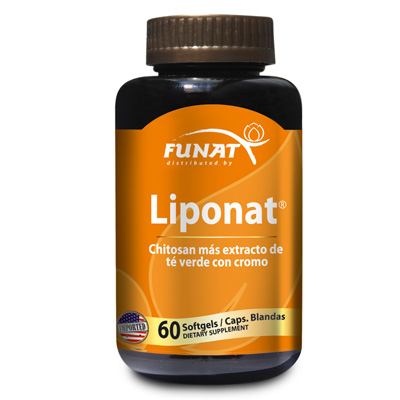 FUNAT
distributed by
Liponat®
Chitosan más extracto de
té verde con cromo
IMPORTED
60 Softgels / Caps. Blandas
DIETARY SUPPLEMENT